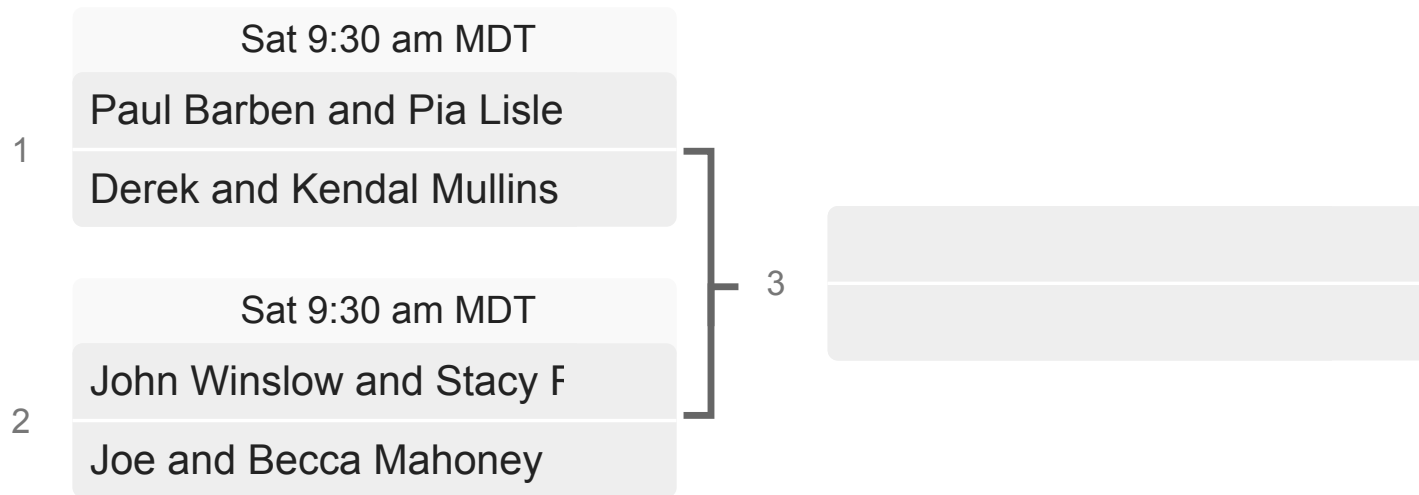 Sat 9:30 am MDT
1
Paul Barben and Pia Lisle
Derek and Kendal Mullins
Sat 9:30 am MDT
2
John Winslow and Stacy
Joe and Becca Mahoney
3